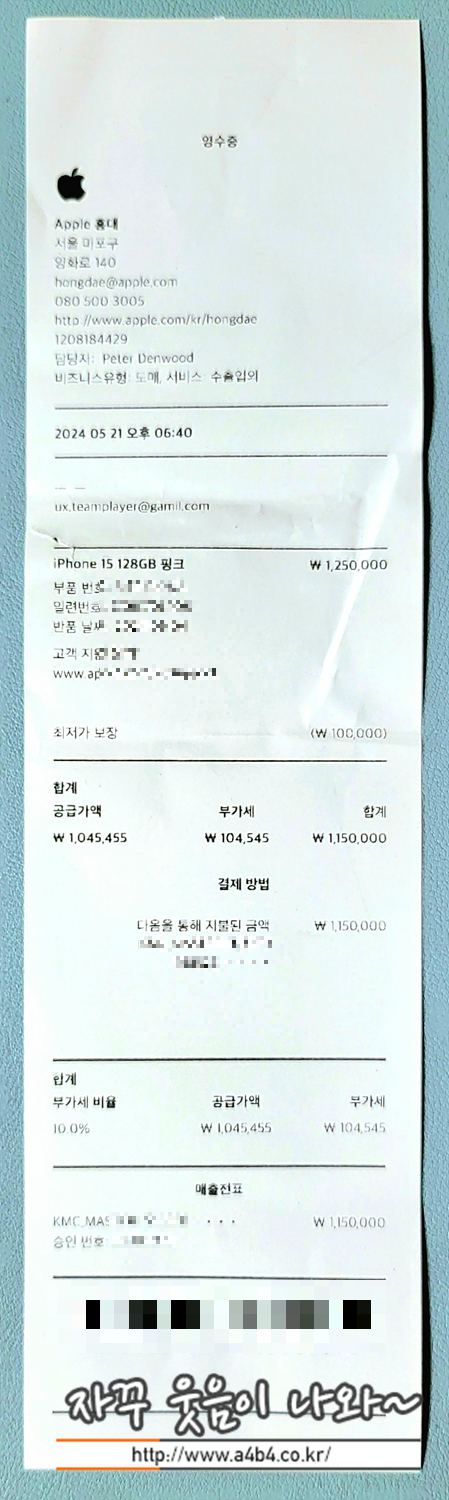 영수증
Apple 홍대
서울 마포구
양화로 140
hongdae@apple.com
080 500 3005
http://www.apple.com/kr/hongdae
1208184429
담당자: Peter Denwood
비즈니스유형: 도매, 서비스: 수출입외
2024 05 21 오후 06:40
ux.teamplayer@gamil.com
iPhone 15 128GB 핑크 ₩ 1,250,000
부품 번호
일련번호
반품 날짜
고객 지원
www.ap
최저가 보장 (₩ 100,000)
합계
공급가액 부가세 합계
₩ 1,045,455 ₩ 104,545 ₩ 1,150,000
결제 방법
다음을 통해 지불된 금액 ₩ 1,150,000
합계
부가세 비율 공급가액 부가세
10.0% ₩ 1,045,455 ₩ 104,545
매출전표
KMC_MAS ₩ 1,150,000
승인 번호:
자꾸 웃음이 나와~
http://www.a4b4.co.kr/